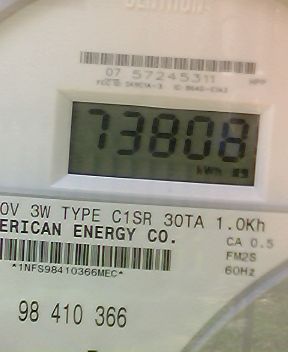 CENTRON
07 57245311
73808
kWh
0V 3W TYPE C1SR 30TA 1.0Kh
ERICAN ENERGY CO.
CA 0.5
FM2S
60Hz
*1NFS98410366MEC*
98 410 366